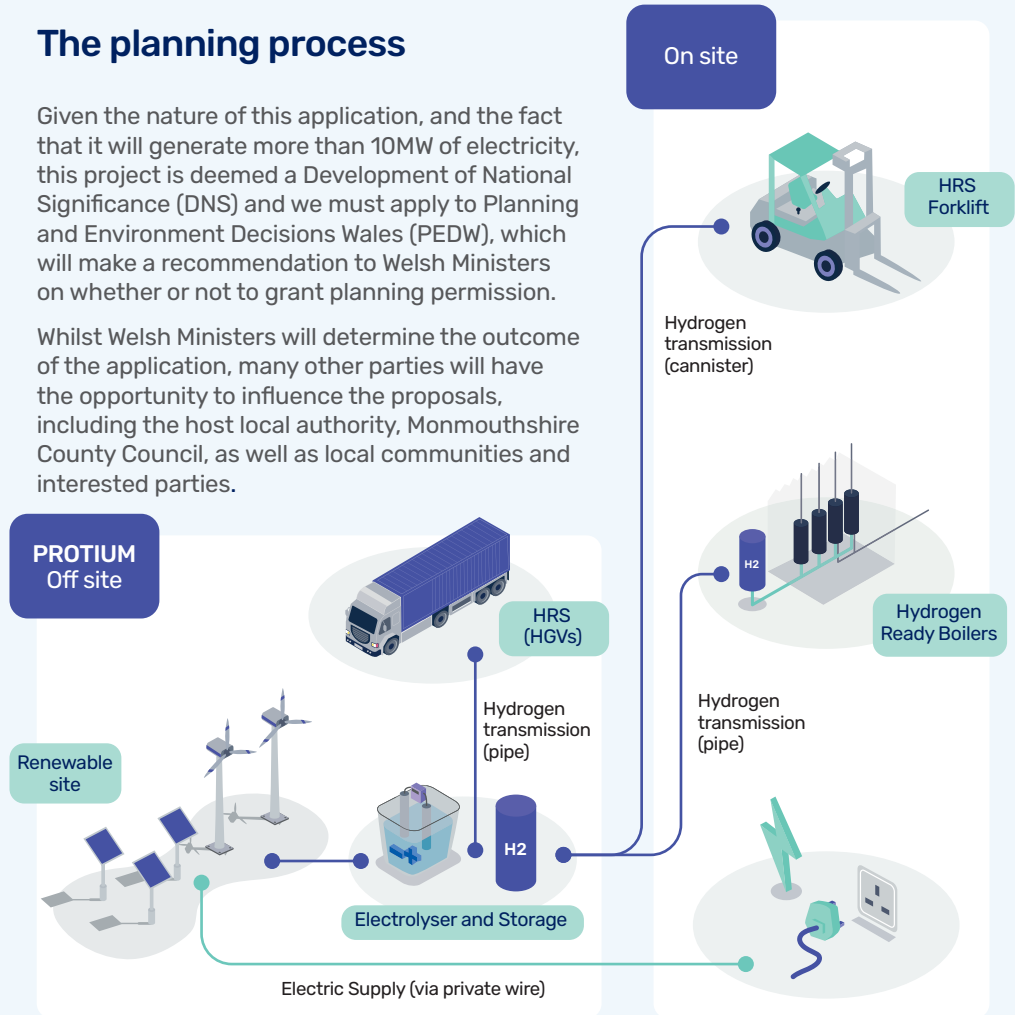 The planning process
Given the nature of this application, and the fact
that it will generate more than 10MW of electricity,
this project is deemed a Development of National
Significance (DNS) and we must apply to Planning
and Environment Decisions Wales (PEDW), which
will make a recommendation to Welsh Ministers
on whether or not to grant planning permission.
Whilst Welsh Ministers will determine the outcome
of the application, many other parties will have
the opportunity to influence the proposals,
including the host local authority, Monmouthshire
County Council, as well as local communities and
interested parties.
On site
HRS
Forklift
Hydrogen
transmission
(cannister)
H2
Hydrogen
Ready Boilers
Hydrogen
transmission
(pipe)
PROTIUM
Off site
HRS
(HGVs)
Hydrogen
transmission
(pipe)
Renewable
site
H2
Electrolyser and Storage
Electric Supply (via private wire)